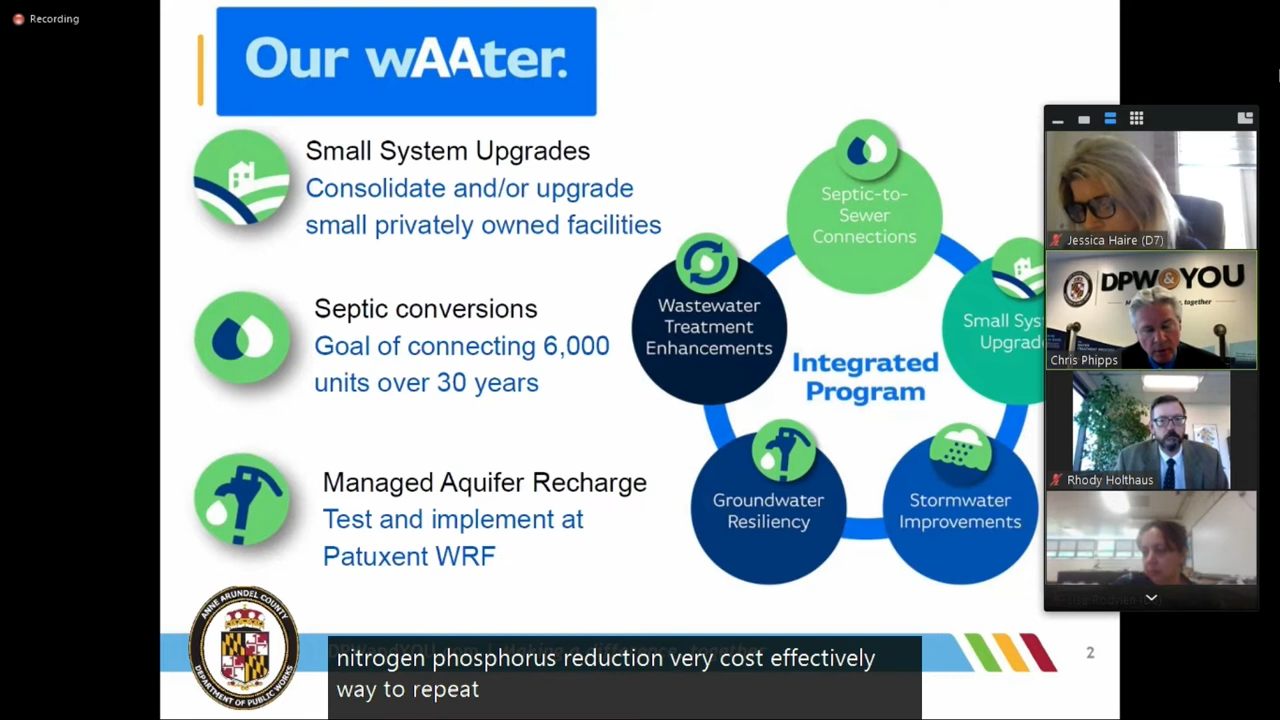 Recording
Our wAAter.
Small System Upgrades
Consolidate and/or upgrade
small privately owned facilities
Septic conversions
Goal of connecting 6,000
units over 30 years
Managed Aquifer Recharge
Test and implement at
Patuxent WRF
Septic-to-
Sewer
Connections
Wastewater
Treatment
Enhancements
Small Sys
Upgrade
Integrated
Program
Groundwater
Resiliency
Stormwater
Improvements
Jessica Haire (D7)
DPW&YOU
together
Chris Phipps
Rhody Holthaus
ANNE ARUNDEL COUNTY
DEPARTMENT OF PUBLIC WORKS
nitrogen phosphorus reduction very cost effectively
way to repeat
2